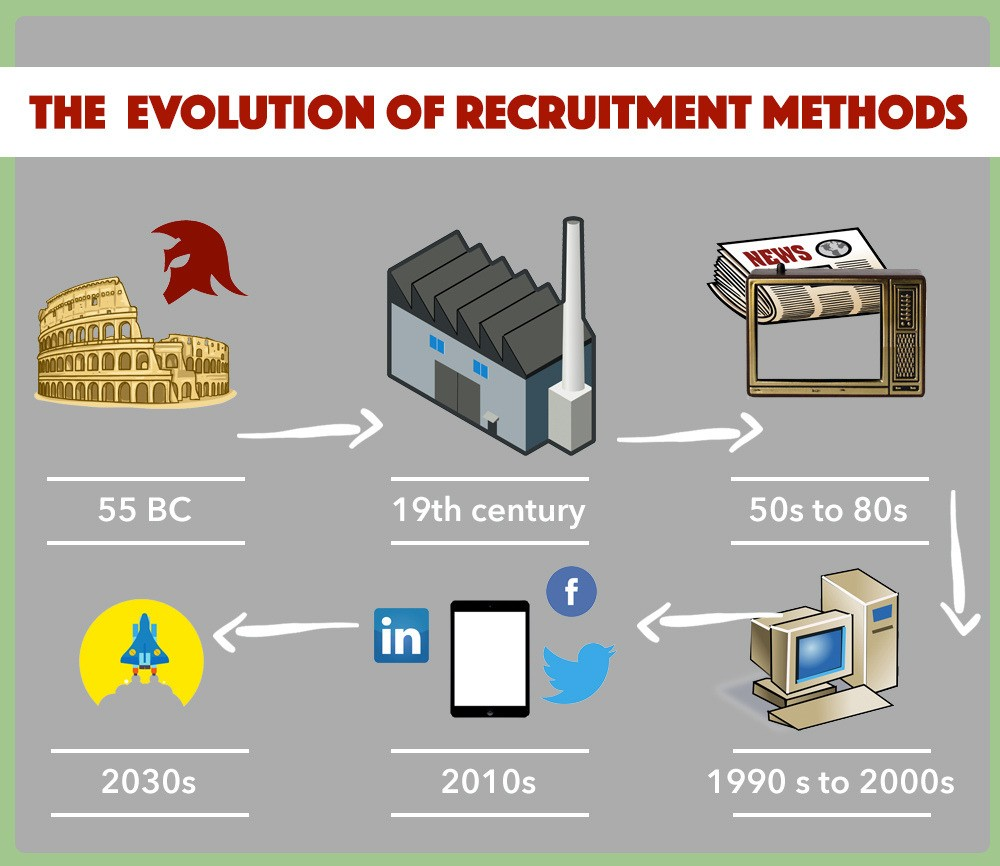 THE EVOLUTION OF RECRUITMENT METHODS
NEWS
55 BC
19th century
50s to 80s
f
in
2030s
2010s
1990 s to 2000s